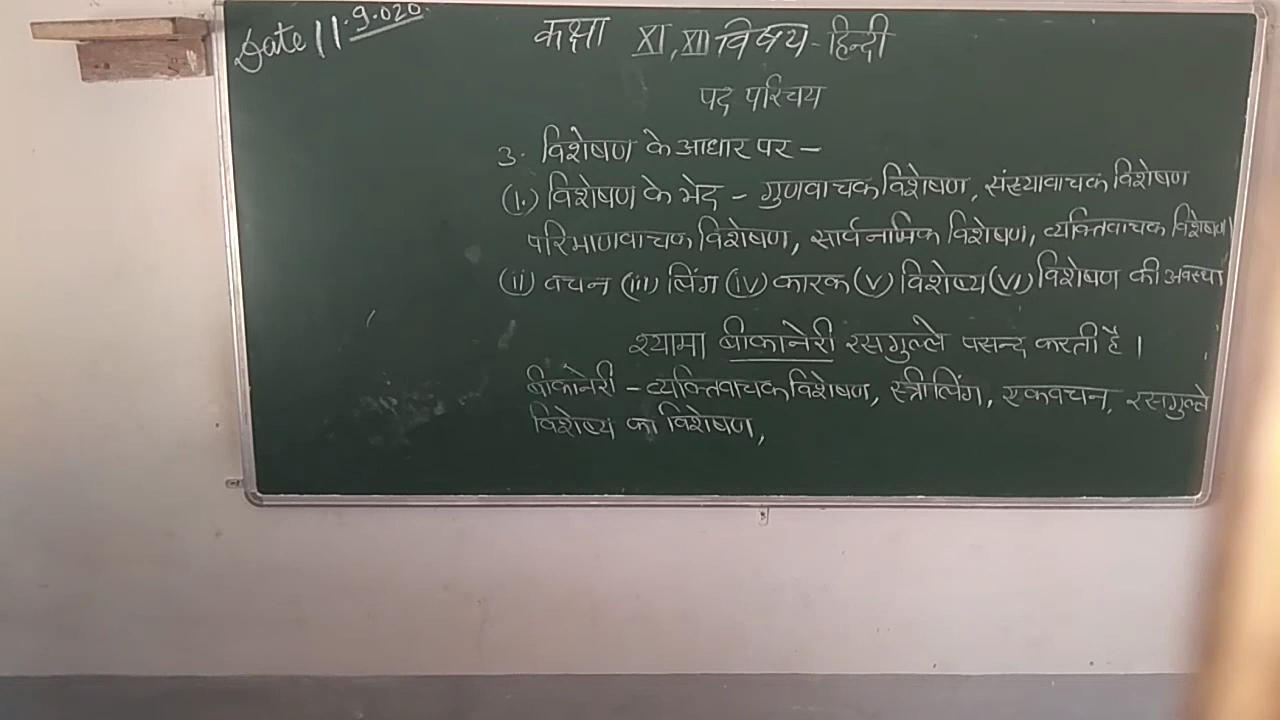 Date 11.9.020.
कक्षा XI, XII विषय - हिन्दी
पद परिचय
3. विशेषण के आधार पर –
(i.) विशेषण के भेद – गुणवाचक विशेषण, संख्यावाचक विशेषण
परिमाणवाचक विशेषण, सार्वनामिक विशेषण, व्यक्तिवाचक विशेषण।
(ii) वचन (iii) लिंग (iv) कारक (v) विशेष्य (vi) विशेषण की अवस्था
श्यामा बीकानेरी रसगुल्ले पसन्द करती है।
बीकानेरी – व्यक्तिवाचक विशेषण, स्त्रीलिंग, एकवचन, रसगुल्ले
विशेष्य का विशेषण,